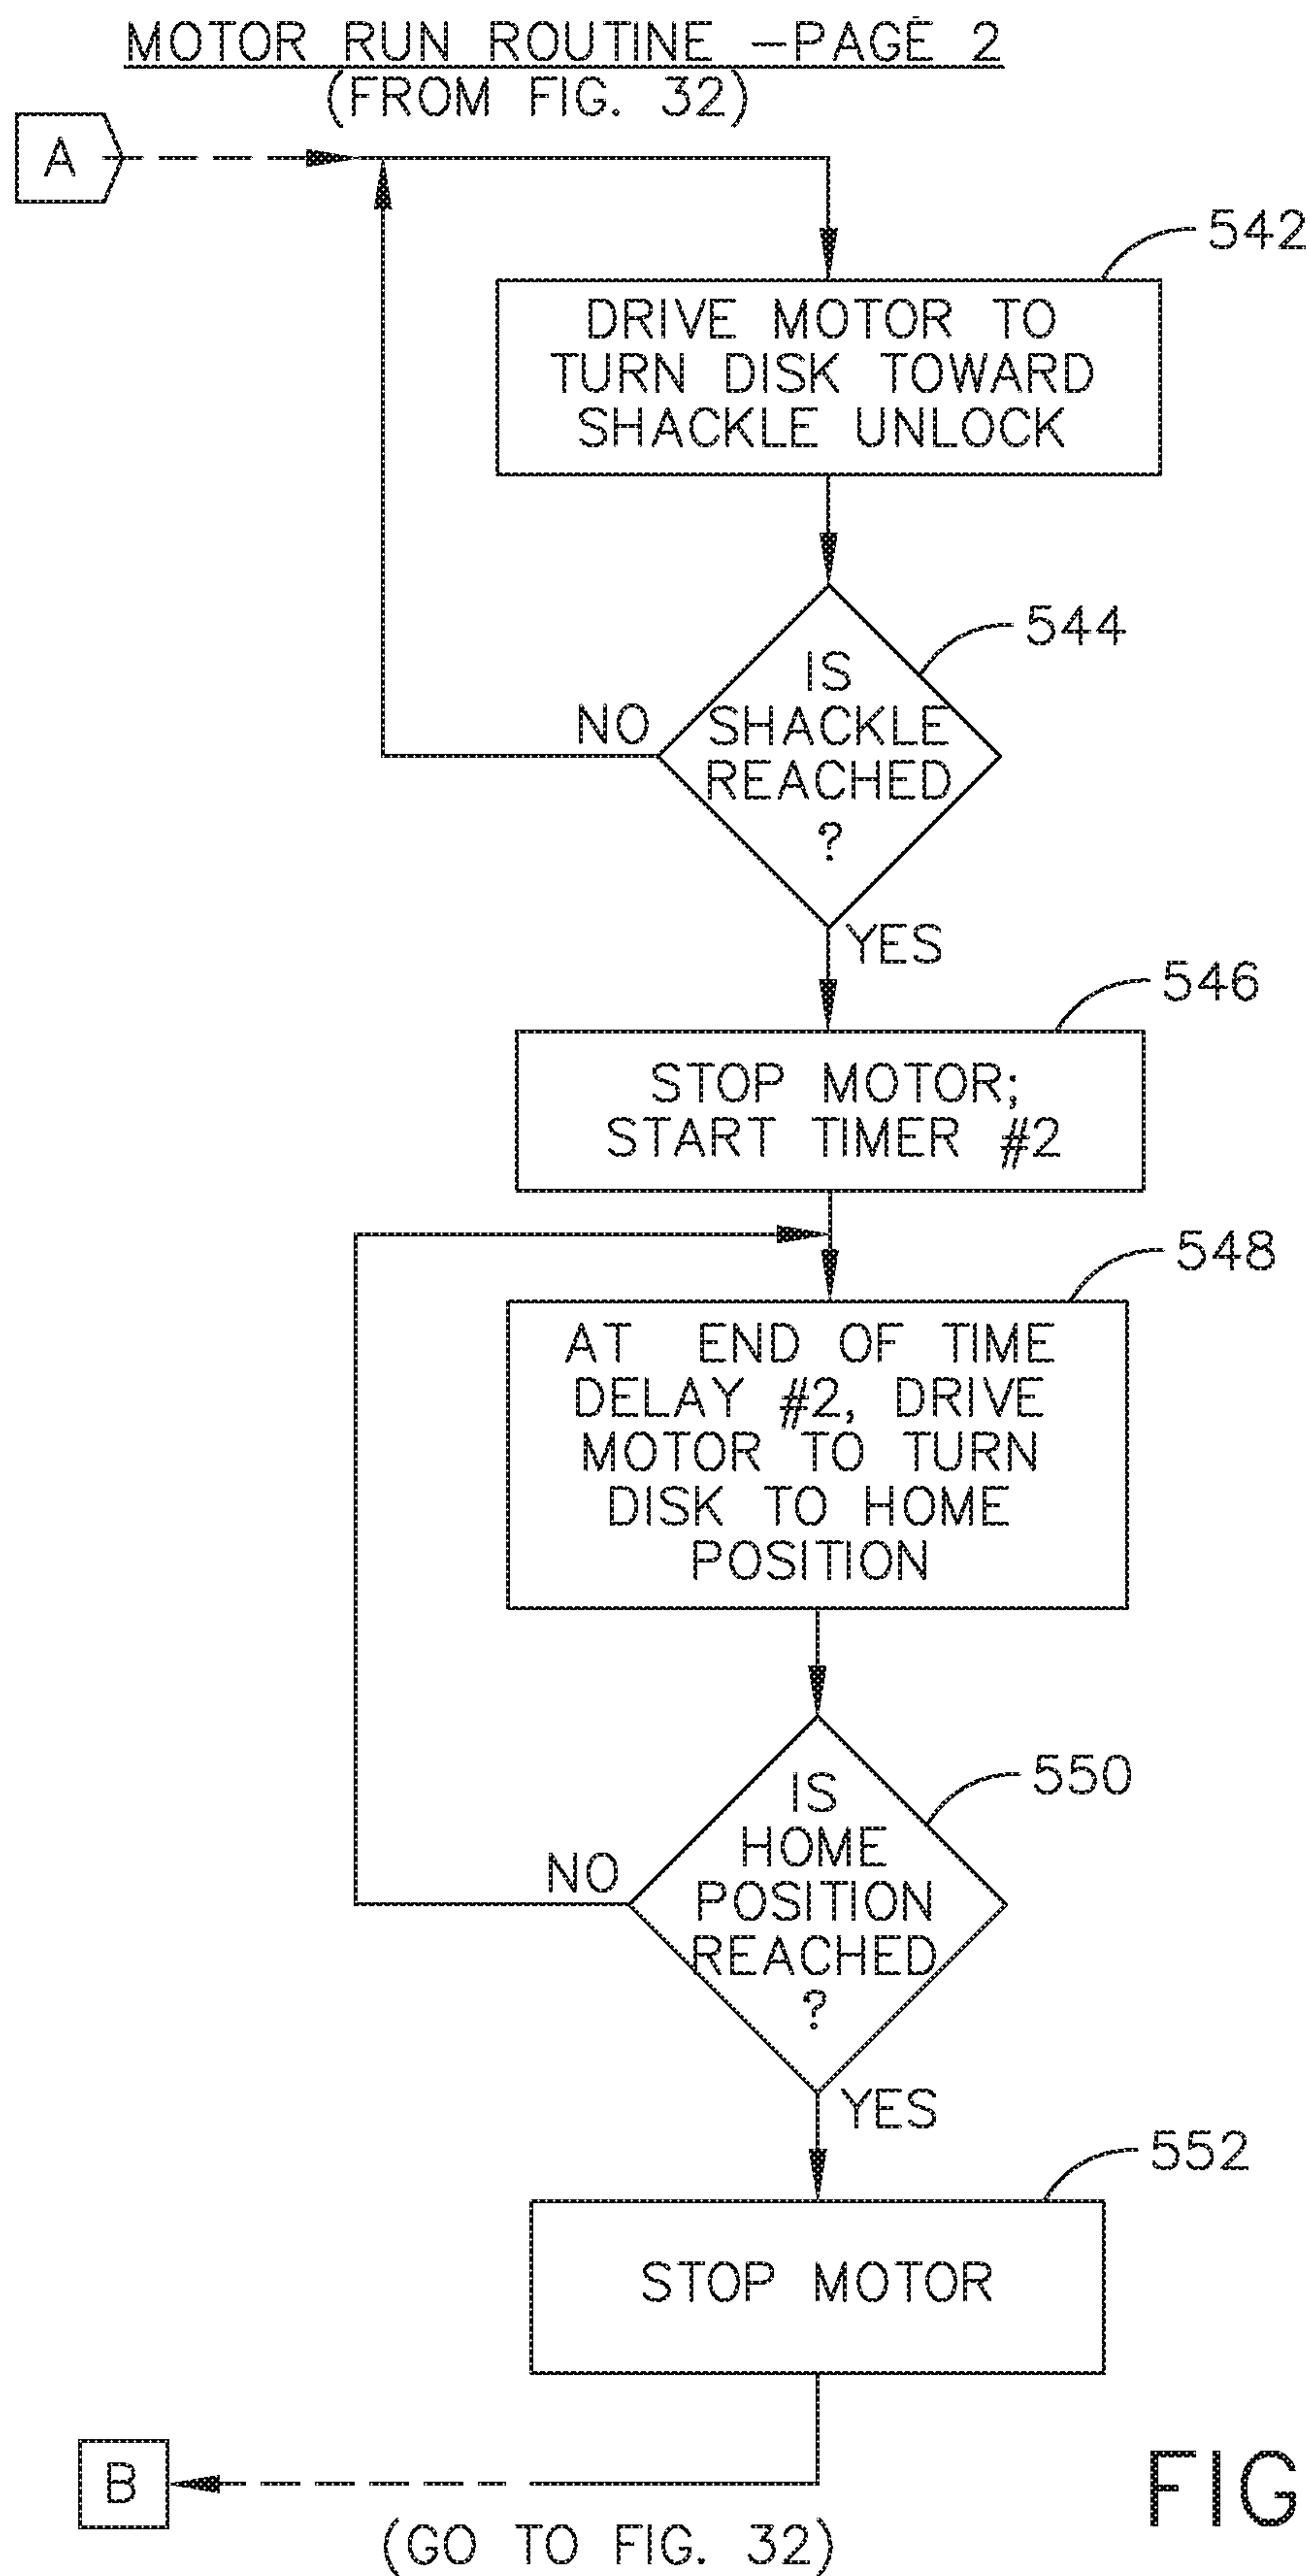 MOTOR RUN ROUTINE –PAGE 2
(FROM FIG. 32)
A
542
DRIVE MOTOR TO
TURN DISK TOWARD
SHACKLE UNLOCK
544
IS
SHACKLE
REACHED
?
NO
YES
546
STOP MOTOR;
START TIMER #2
548
AT END OF TIME
DELAY #2, DRIVE
MOTOR TO TURN
DISK TO HOME
POSITION
550
IS
HOME
POSITION
REACHED
?
NO
YES
552
STOP MOTOR
B
(GO TO FIG. 32)
FIG